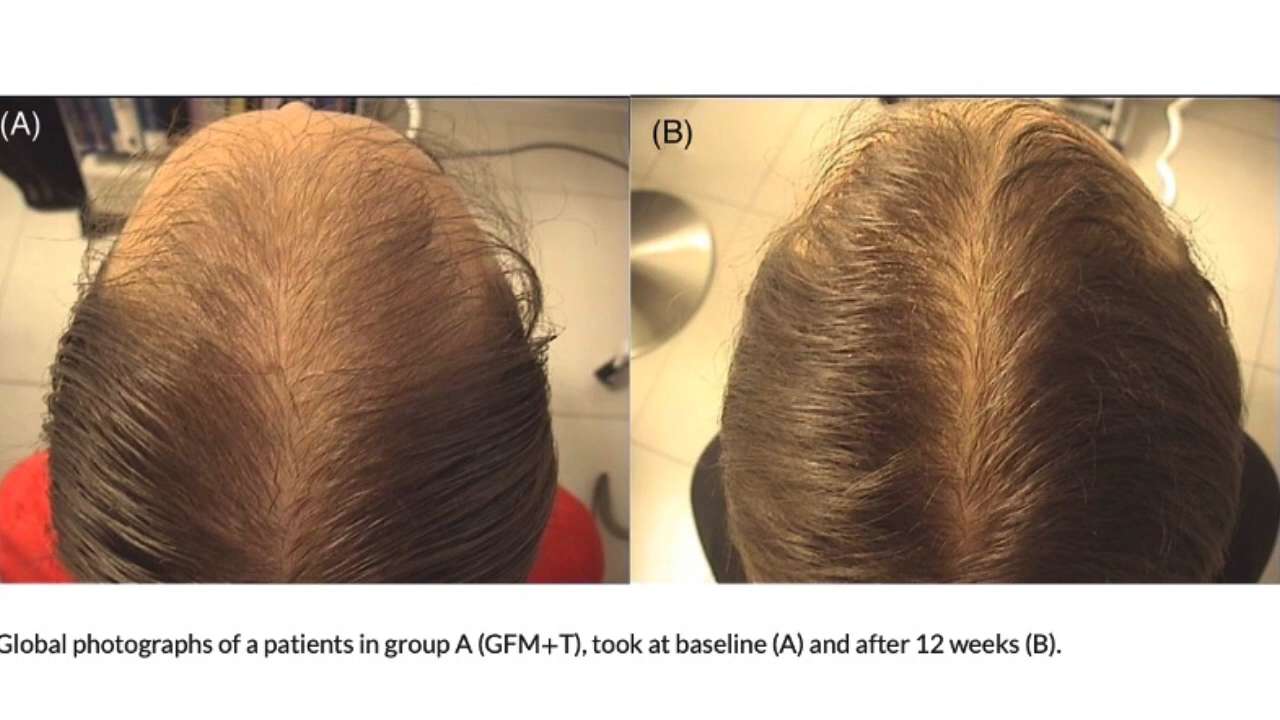 (A)
(B)
Global photographs of a patients in group A (GFM+T), took at baseline (A) and after 12 weeks (B).